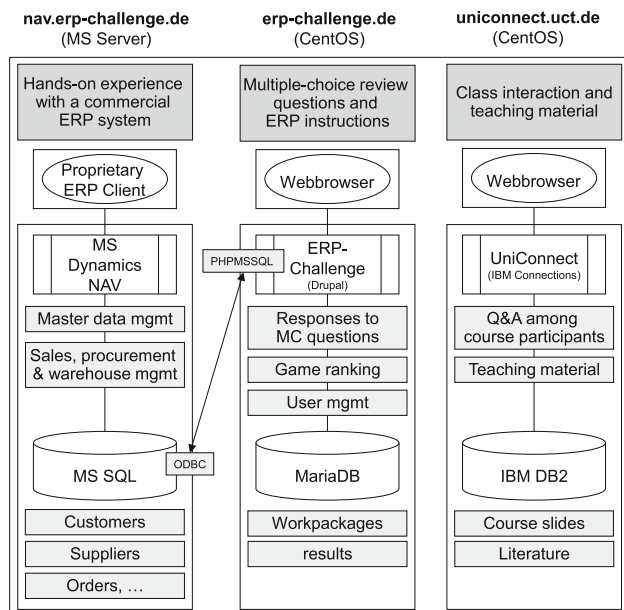 nav.erp-challenge.de
(MS Server)
Hands-on experience
with a commercial
ERP system
Proprietary
ERP Client
MS
Dynamics
NAV
Master data mgmt
Sales, procurement
& warehouse mgmt
MS SQL
ODBC
Customers
Suppliers
Orders, …
erp-challenge.de
(CentOS)
Multiple-choice review
questions and
ERP instructions
Webbrowser
PHPMSSQL
ERP-
Challenge
(Drupal)
Responses to
MC questions
Game ranking
User mgmt
MariaDB
Workpackages
results
uniconnect.uct.de
(CentOS)
Class interaction and
teaching material
Webbrowser
UniConnect
(IBM Connections)
Q&A among
course participants
Teaching material
IBM DB2
Course slides
Literature